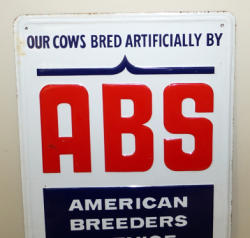 OUR COWS BRED ARTIFICIALLY BY
ABS
AMERICAN
BREEDERS